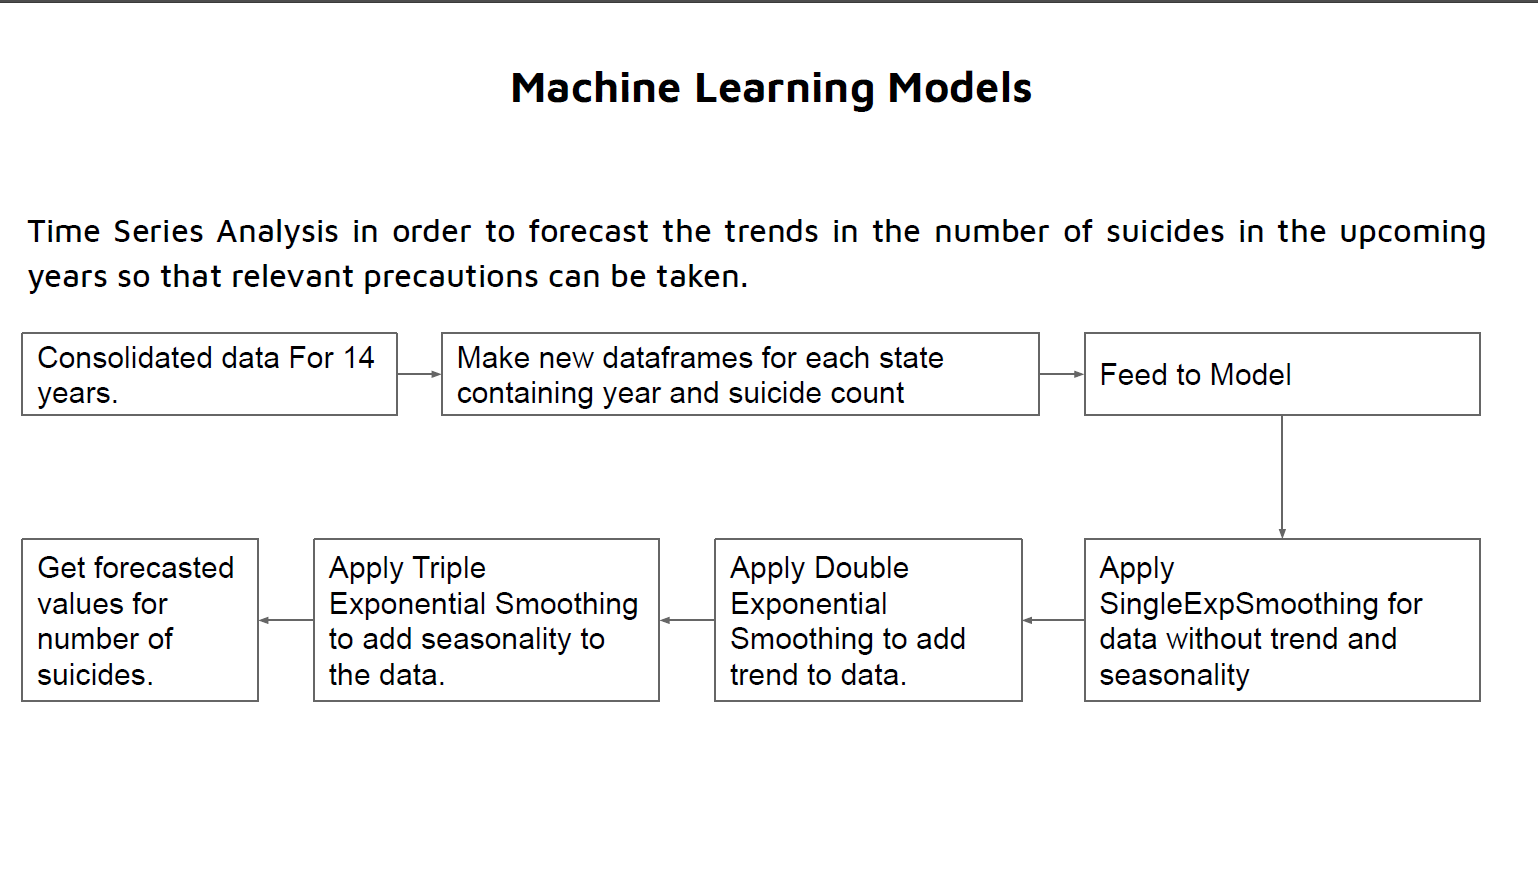 Machine Learning Models
Time Series Analysis in order to forecast the trends in the number of suicides in the upcoming
years so that relevant precautions can be taken.
Consolidated data For 14
years.
Make new dataframes for each state
containing year and suicide count
Feed to Model
Apply
SingleExpSmoothing for
data without trend and
seasonality
Apply Double
Exponential
Smoothing to add
trend to data.
Apply Triple
Exponential Smoothing
to add seasonality to
the data.
Get forecasted
values for
number of
suicides.